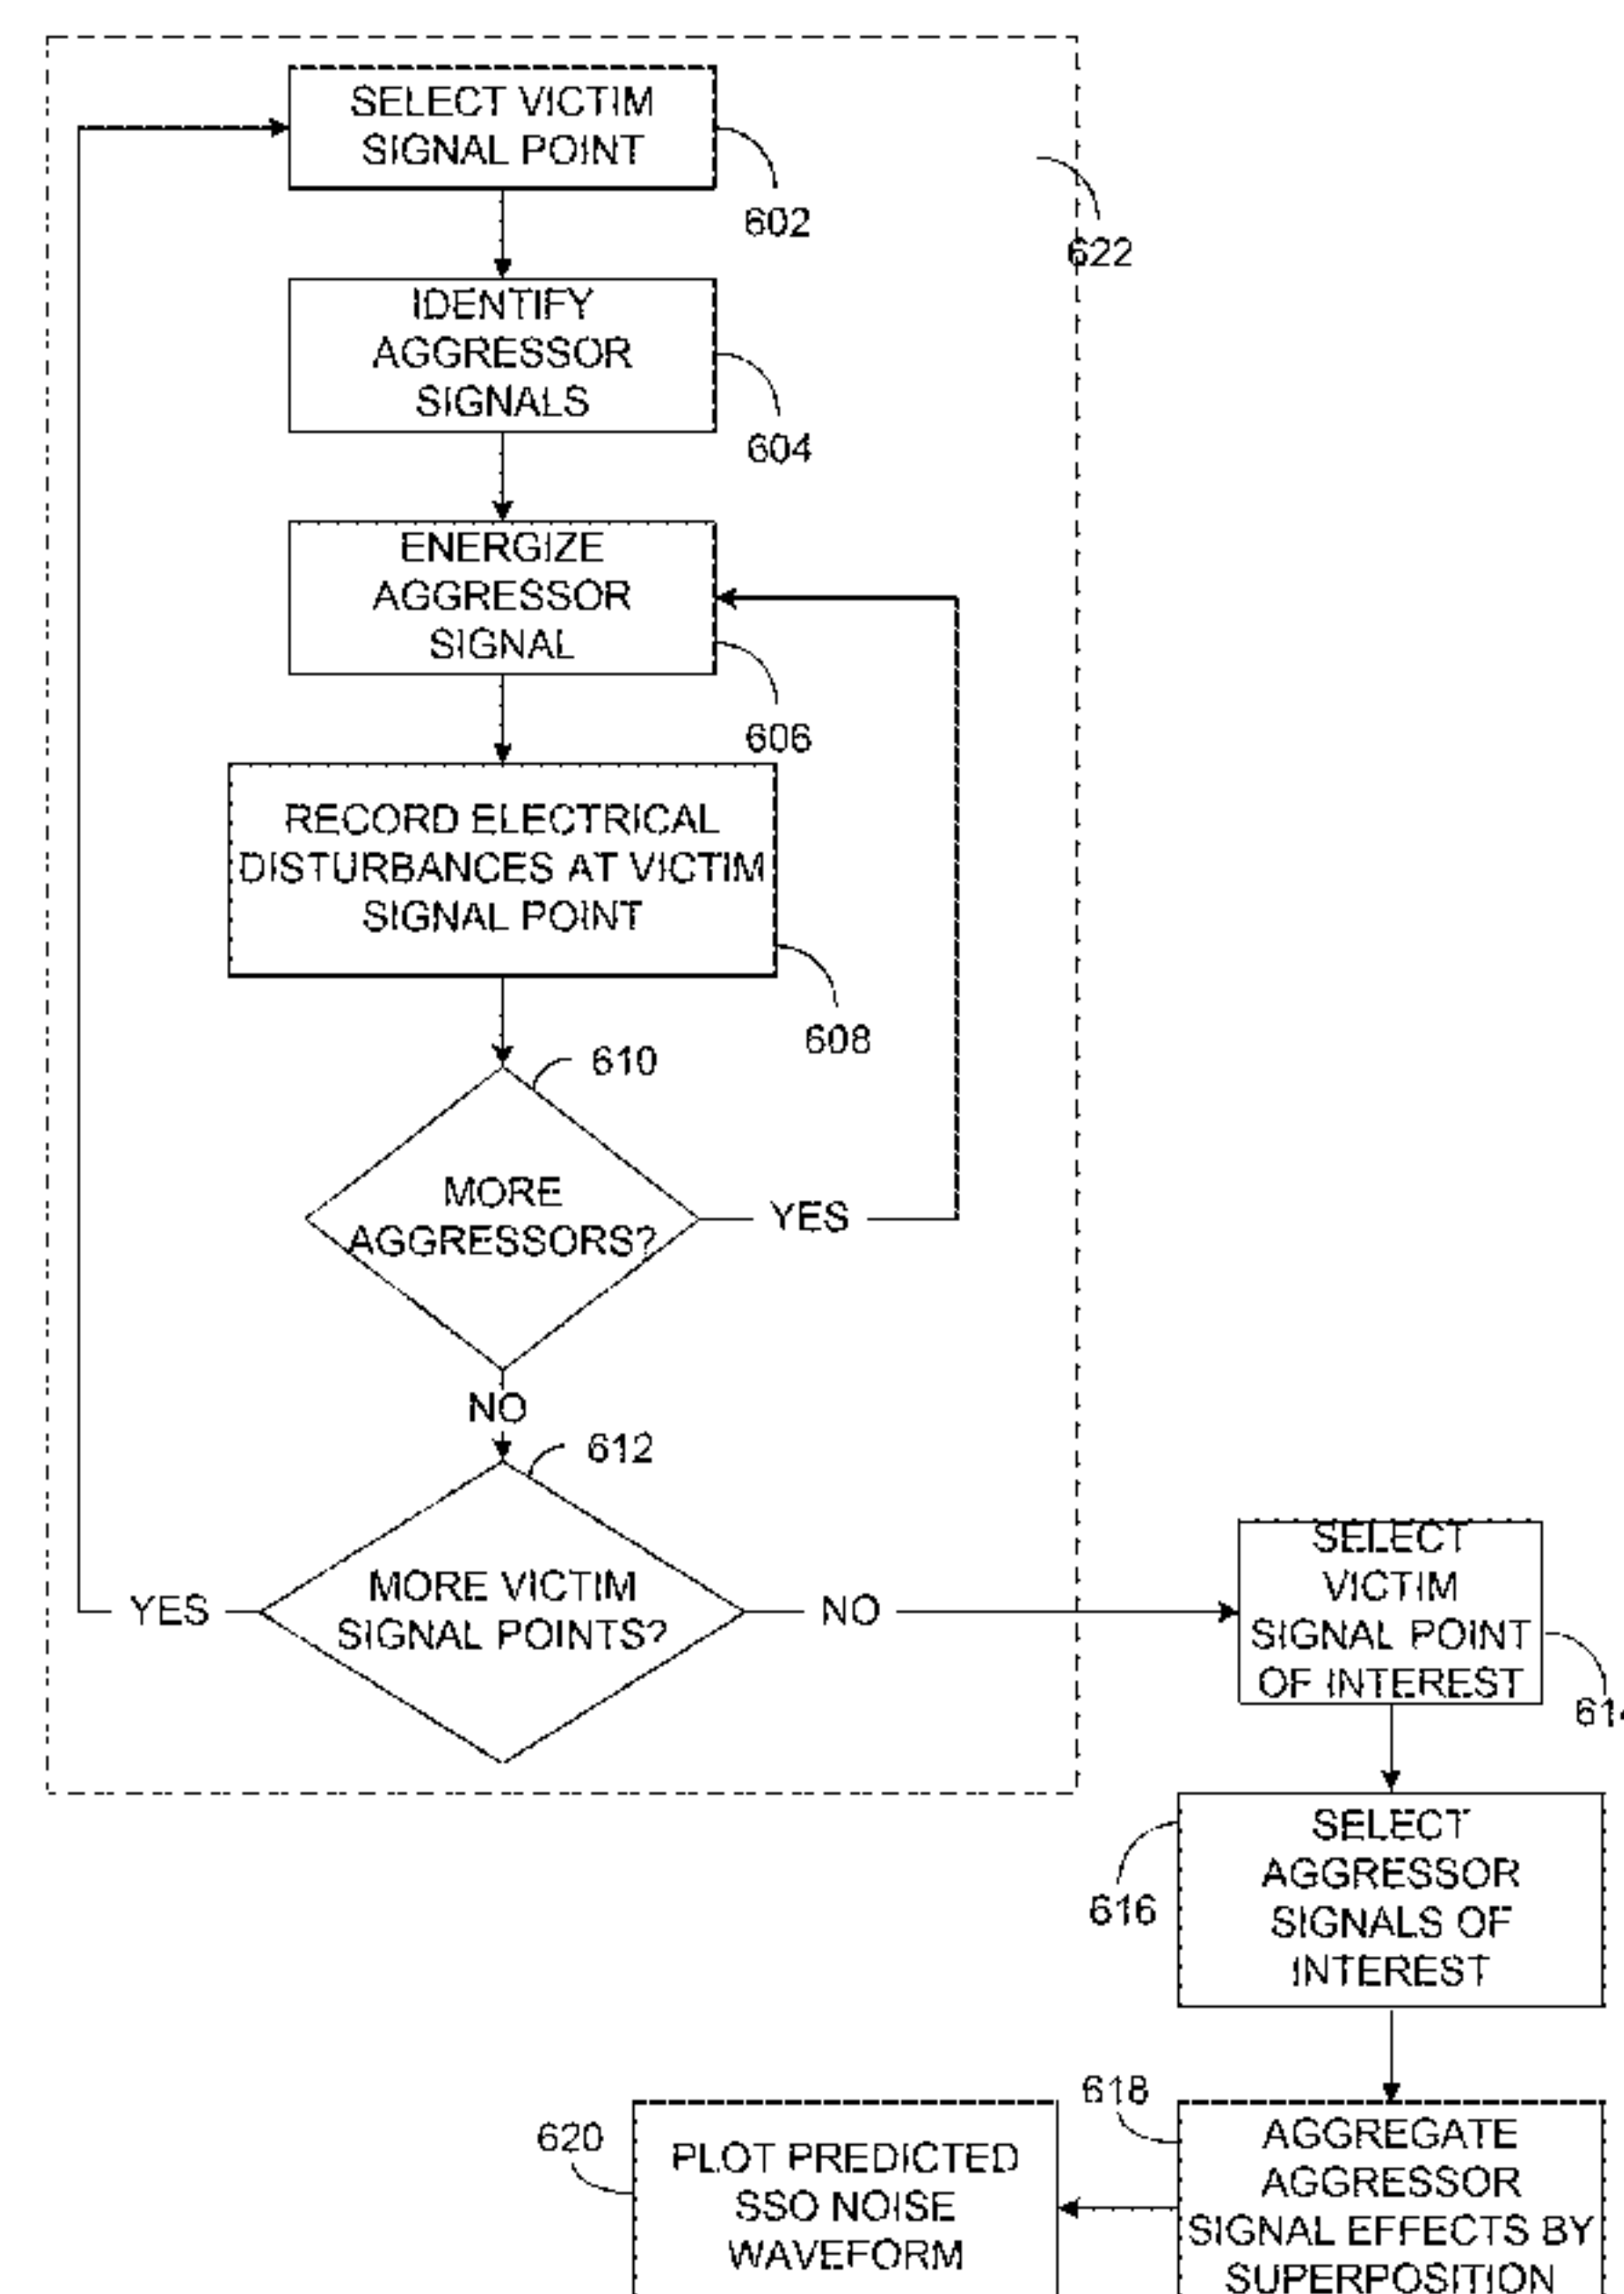 SELECT VICTIM
SIGNAL POINT
602
622
IDENTIFY
AGGRESSOR
SIGNALS
604
ENERGIZE
AGGRESSOR
SIGNAL
606
RECORD ELECTRICAL
DISTURBANCES AT VICTIM
SIGNAL POINT
608
610
MORE
AGGRESSORS?
YES
NO
612
MORE VICTIM
SIGNAL POINTS?
YES
NO
SELECT
VICTIM
SIGNAL POINT
OF INTEREST
614
SELECT
AGGRESSOR
SIGNALS OF
INTEREST
616
618
AGGREGATE
AGGRESSOR
SIGNAL EFFECTS BY
SUPERPOSITION
620
PLOT PREDICTED
SSO NOISE
WAVEFORM